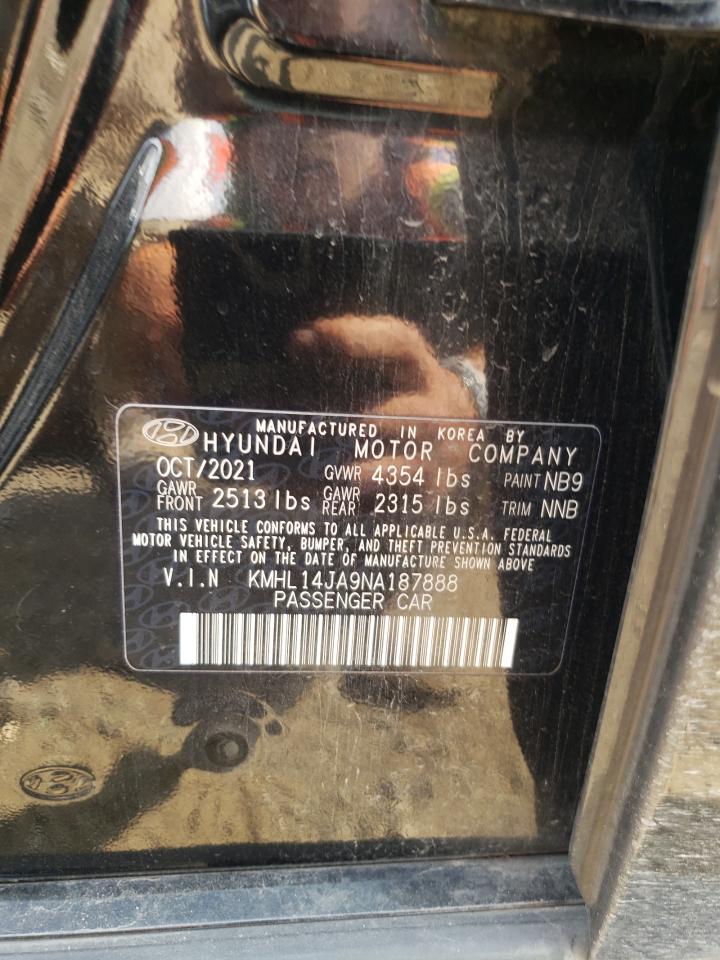 MANUFACTURED IN KOREA BY
HYUNDAI MOTOR COMPANY
OCT/2021 GVWR 4354 lbs PAINT NB9
GAWR FRONT 2513 lbs GAWR REAR 2315 lbs TRIM NNB
THIS VEHICLE CONFORMS TO ALL APPLICABLE U.S.A. FEDERAL
MOTOR VEHICLE SAFETY, BUMPER, AND THEFT PREVENTION STANDARDS
IN EFFECT ON THE DATE OF MANUFACTURE SHOWN ABOVE
V.I.N KMHL14JA9NA187888
PASSENGER CAR